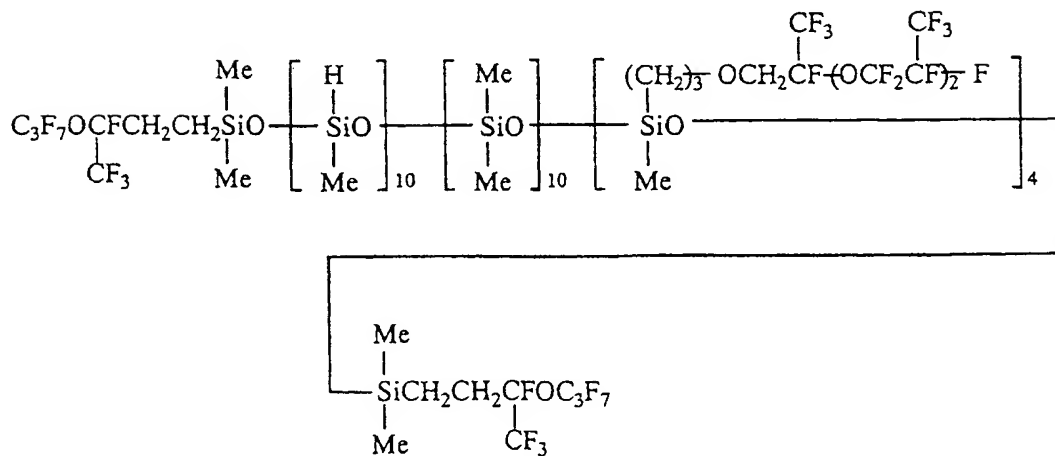 CF₃ CF₃
Me H Me (CH₂)₃–OCH₂CF(OCF₂CF)₂–F
C₃F₇OCFCH₂CH₂SiO SiO SiO SiO
CF₃ Me Me 10 Me 10 Me 4
Me
SiCH₂CH₂CFOC₃F₇
Me CF₃